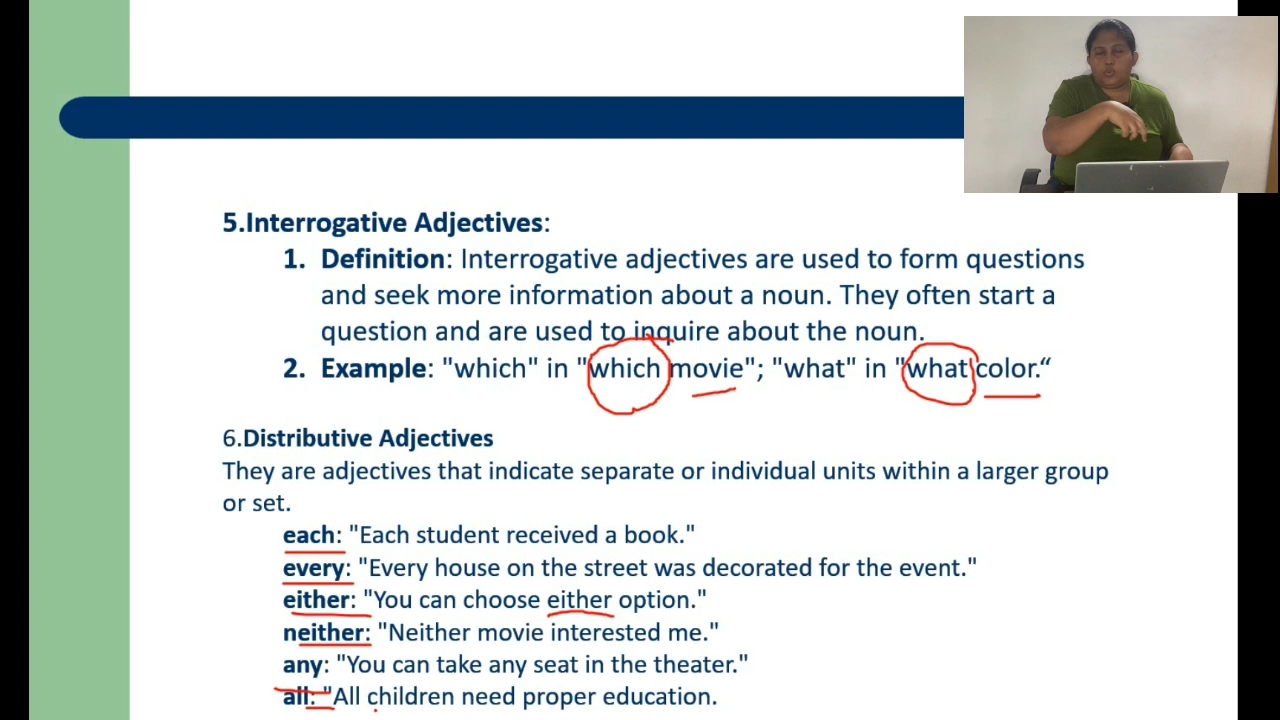 5.Interrogative Adjectives:
1. Definition: Interrogative adjectives are used to form questions
and seek more information about a noun. They often start a
question and are used to inquire about the noun.
2. Example: "which" in "which movie"; "what" in "what color.“
6.Distributive Adjectives
They are adjectives that indicate separate or individual units within a larger group
or set.
each: "Each student received a book."
every: "Every house on the street was decorated for the event."
either: "You can choose either option."
neither: "Neither movie interested me."
any: "You can take any seat in the theater."
all: "All children need proper education.